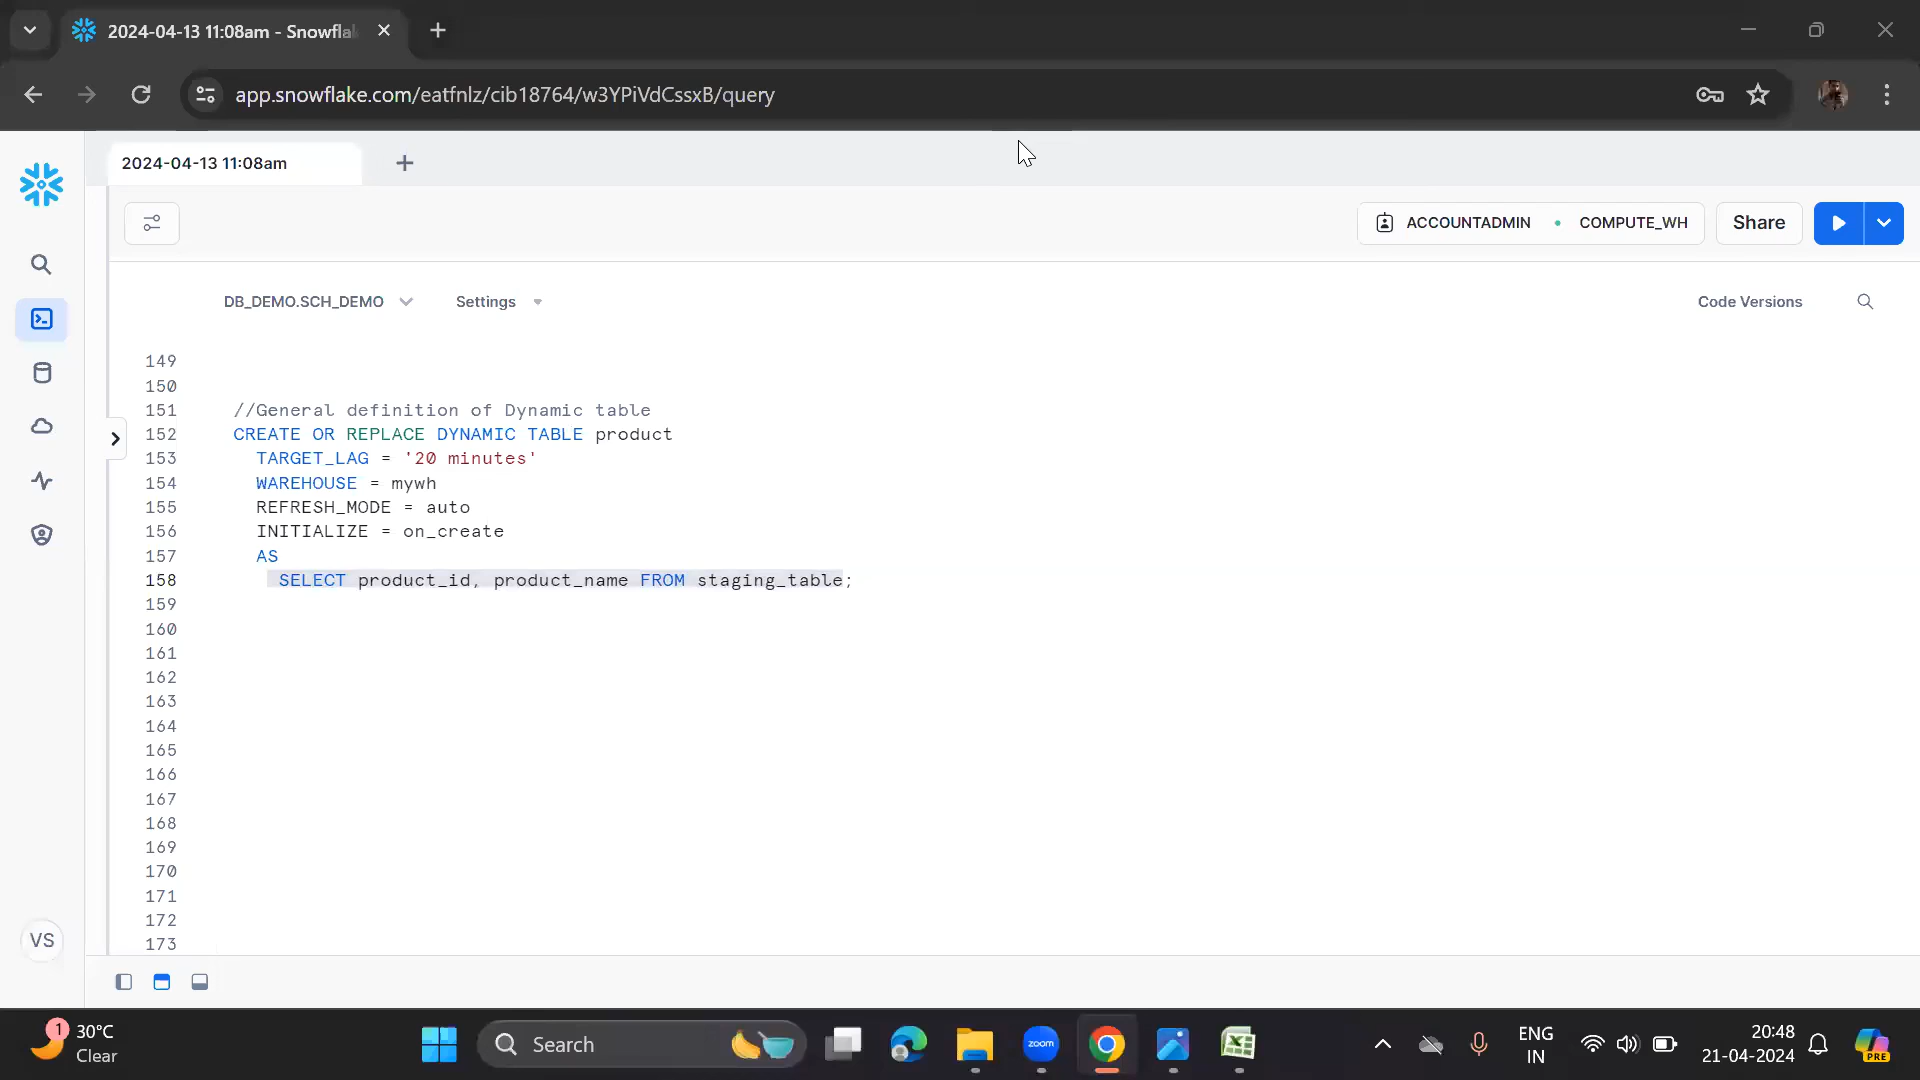 2024-04-13 11:08am - Snowfla
app.snowflake.com/eatfnlz/cib18764/w3YPiVdCssxB/query
2024-04-13 11:08am
ACCOUNTADMIN • COMPUTE_WH
Share
DB_DEMO.SCH_DEMO
Settings
Code Versions
149
150
151 //General definition of Dynamic table
152 CREATE OR REPLACE DYNAMIC TABLE product
153 TARGET_LAG = '20 minutes'
154 WAREHOUSE = mywh
155 REFRESH_MODE = auto
156 INITIALIZE = on_create
157 AS
158 SELECT product_id, product_name FROM staging_table;
159
160
161
162
163
164
165
166
167
168
169
170
171
172
173
VS
1
30°C
Clear
Search
zoom
ENG
IN
20:48
21-04-2024
PRE